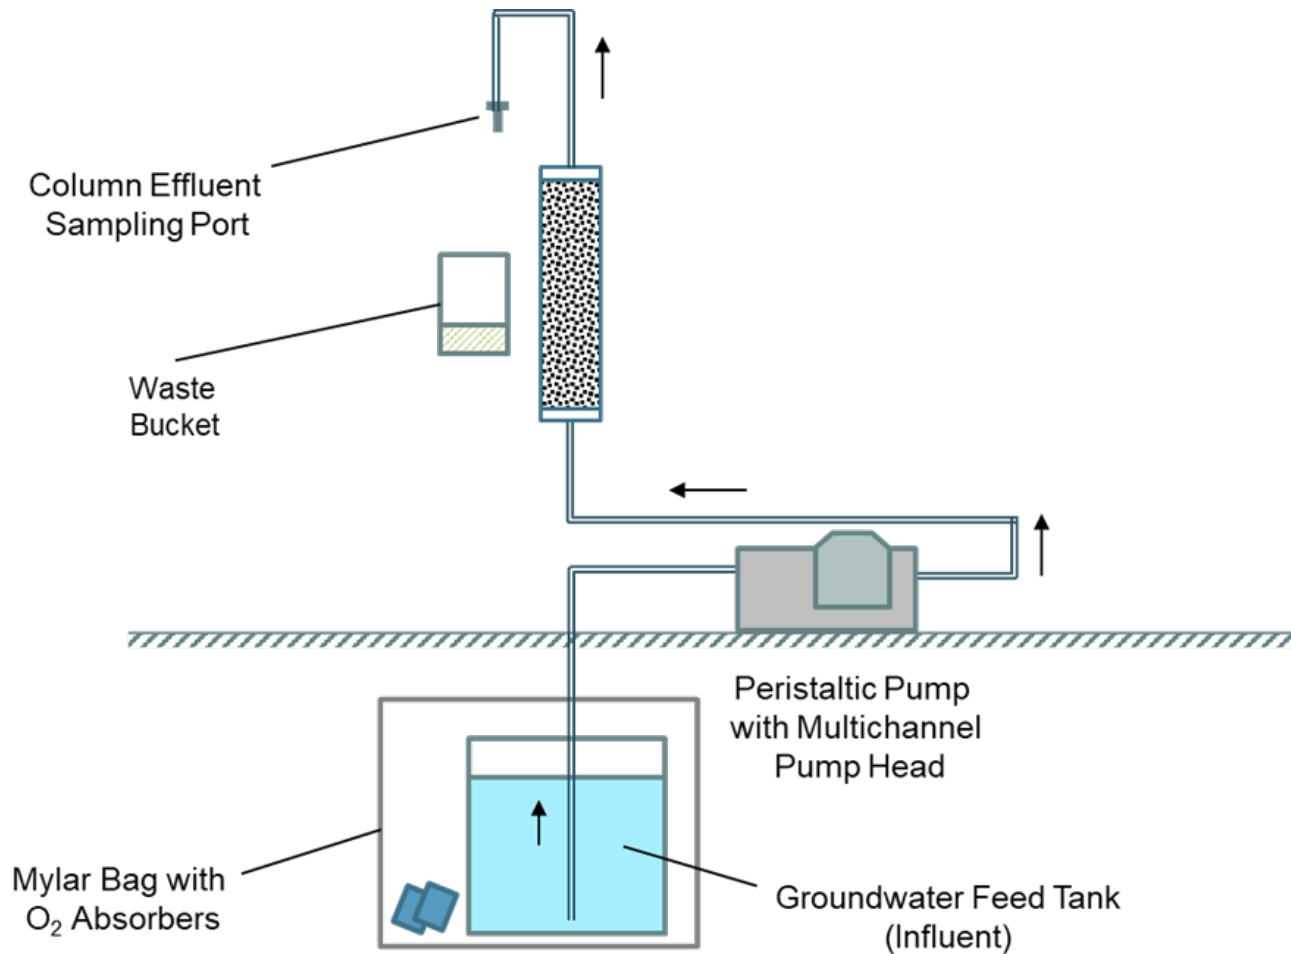 Column Effluent
Sampling Port
Waste
Bucket
Peristaltic Pump
with Multichannel
Pump Head
Mylar Bag with
O₂ Absorbers
Groundwater Feed Tank
(Influent)